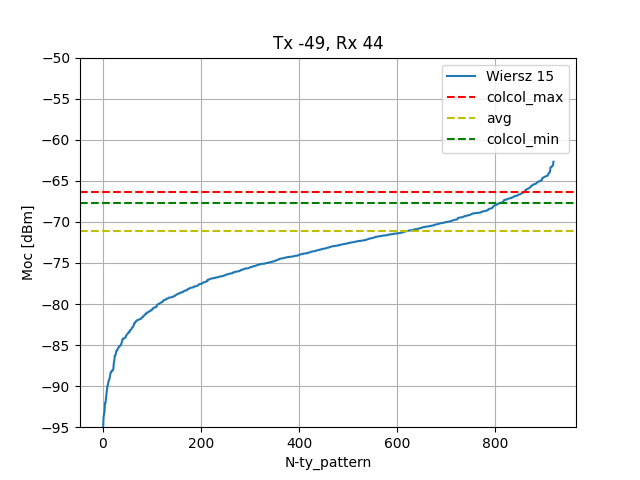 Tx -49, Rx 44
Wiersz 15
colcol_max
avg
colcol_min
Moc [dBm]
−50
−55
−60
−65
−70
−75
−80
−85
−90
−95
0 200 400 600 800
N-ty_pattern